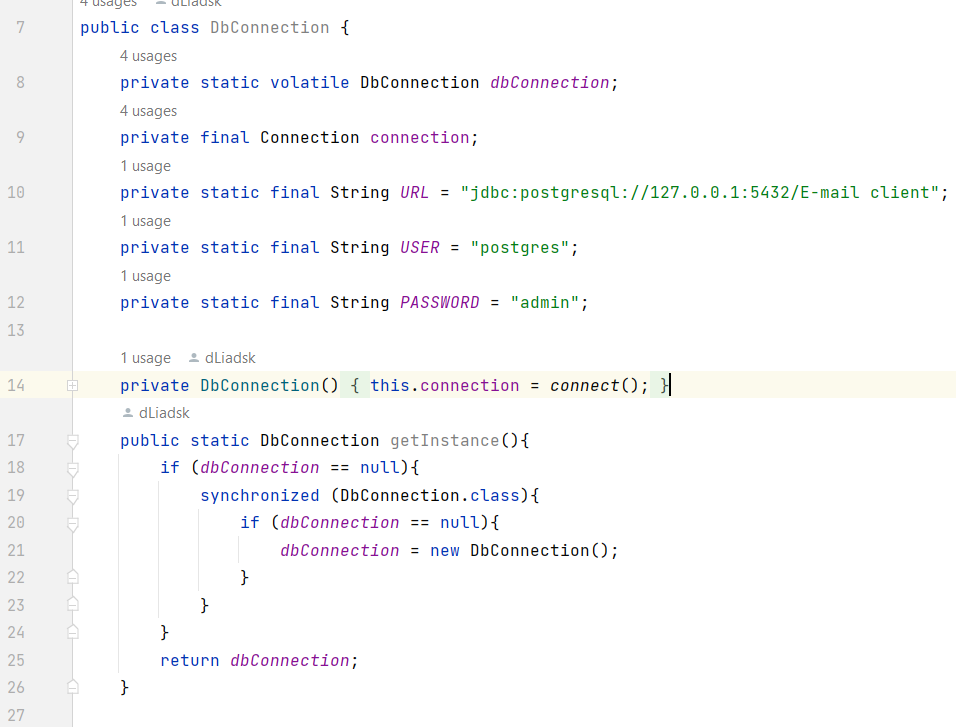 4 usages dLiadsk
7 public class DbConnection {
4 usages
8 private static volatile DbConnection dbConnection;
4 usages
9 private final Connection connection;
1 usage
10 private static final String URL = "jdbc:postgresql://127.0.0.1:5432/E-mail client";
1 usage
11 private static final String USER = "postgres";
1 usage
12 private static final String PASSWORD = "admin";
13
1 usage dLiadsk
14 private DbConnection() { this.connection = connect(); }
dLiadsk
17 public static DbConnection getInstance(){
18 if (dbConnection == null){
19 synchronized (DbConnection.class){
20 if (dbConnection == null){
21 dbConnection = new DbConnection();
22 }
23 }
24 }
25 return dbConnection;
26 }
27